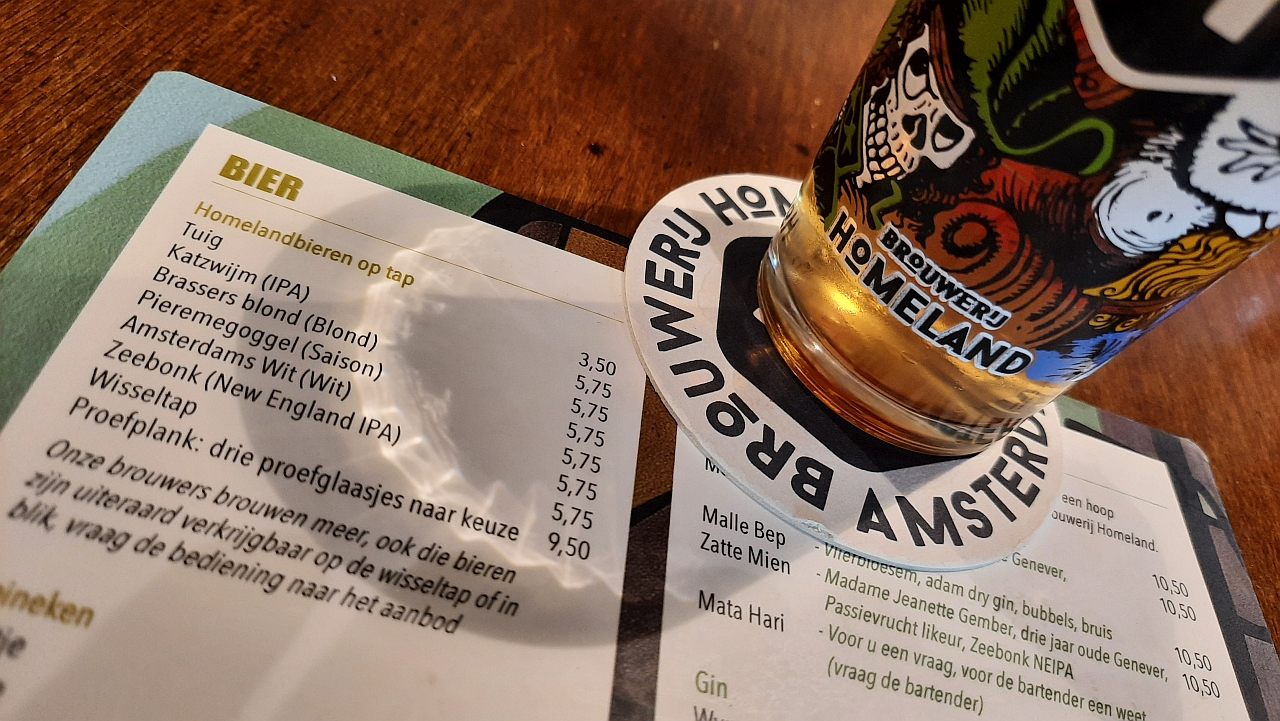 BIER
Homelandbieren op tap
Tuig 3,50
Katzwijm (IPA) 5,75
Brassers blond (Blond) 5,75
Pieremegoggel (Saison) 5,75
Amsterdams Wit (Wit) 5,75
Zeebonk (New England IPA) 5,75
Wisseltap 5,75
Proefplank: drie proefglaasjes naar keuze 9,50
Onze brouwers brouwen meer, ook die bieren
zijn uiteraard verkrijgbaar op de wisseltap of in
blik, vraag de bediening naar het aanbod
BROUWERIJ HOM
AMSTERD
BROUWERIJ
HOMELAND
een hoop
ouwerij Homeland.
Genever, 10,50
Malle Bep - Vlierbloesem, adam dry gin, bubbels, bruis 10,50
Zatte Mien - Madame Jeanette Gember, drie jaar oude Genever,
Passievrucht likeur, Zeebonk NEIPA 10,50
Mata Hari - Voor u een vraag, voor de bartender een weet 10,50
(vraag de bartender)
Gin